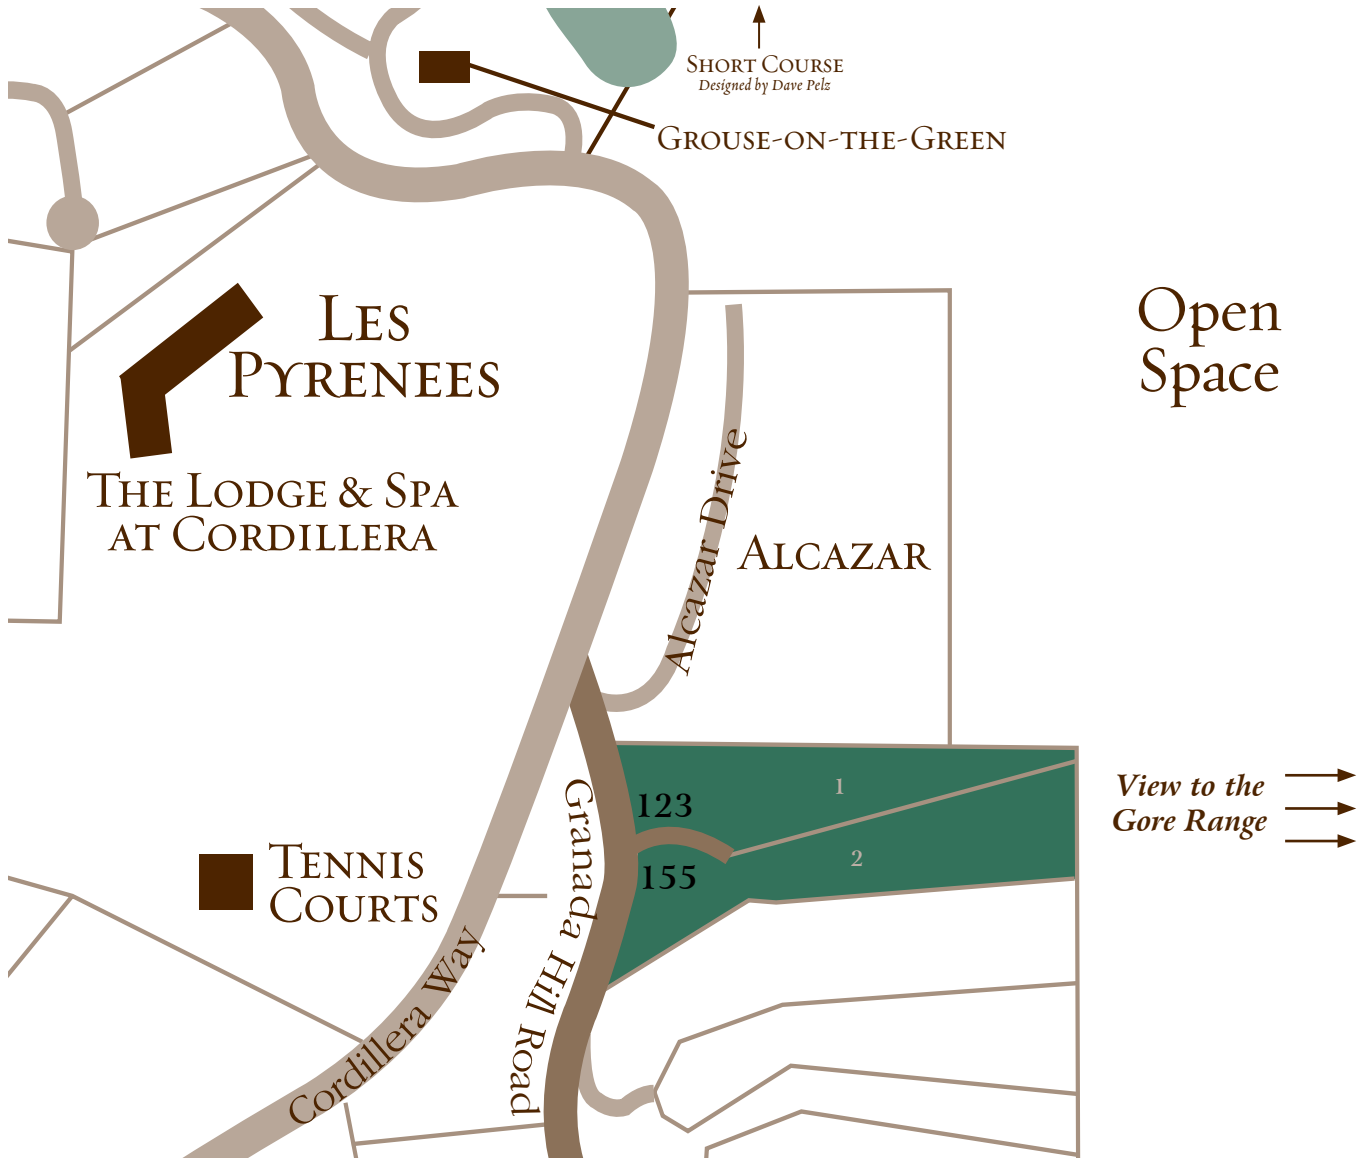 Short Course
Designed by Dave Pelz
Grouse-on-the-Green
Les
Pyrenees
Open
Space
The Lodge & Spa
at Cordillera
Alcazar Drive
Alcazar
1
View to the
Gore Range
123
Granada Hill Road
2
155
Tennis
Courts
Cordillera Way